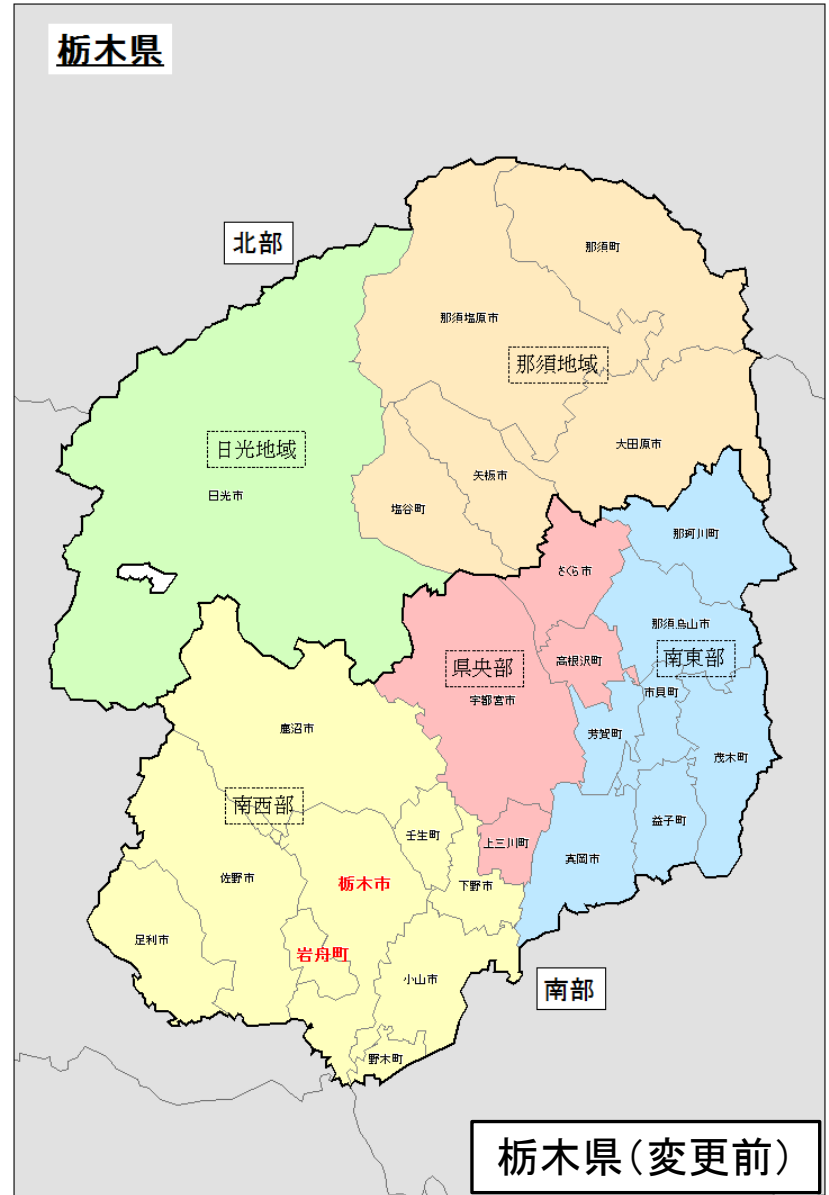 栃木県
北部
那須町
那須塩原市
那須地域
大田原市
日光地域
矢板市
日光市
塩谷町
那珂川町
さくら市
那須烏山市
南東部
高根沢町
県央部
市貝町
宇都宮市
鹿沼市
芳賀町
茂木町
南西部
益子町
壬生町
上三川町
真岡市
佐野市
栃木市
下野市
足利市
岩舟町
小山市
南部
野木町
栃木県（変更前）